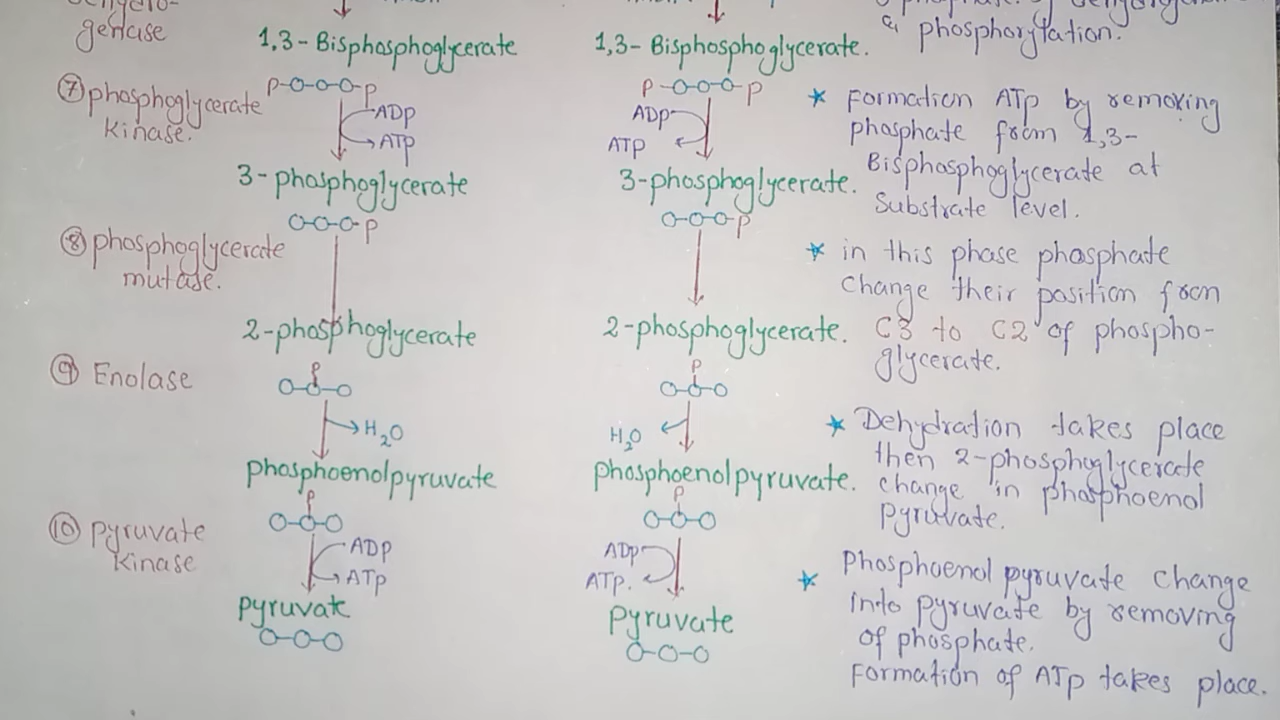 genase
1,3-Bisphosphoglycerate
1,3-Bisphosphoglycerate.
phosphorylation.
⑦ phosphoglycerate
kinase.
P-O-O-O-P
ADP
ATP
P-O-O-O-P
ADP
ATP
* Formation ATP by removing
phosphate from 1,3-
Bisphosphoglycerate at
Substrate level.
3-phosphoglycerate
O-O-O-P
3-phosphoglycerate.
O-O-O-P
⑧ phosphoglycerate
mutase.
* in this phase phosphate
change their position from
C3 to C2 of phospho-
glycerate.
2-phosphoglycerate
P
O-O-O
2-phosphoglycerate.
P
O-O-O
⑨ Enolase
H2O
H2O
* Dehydration takes place
then 2-phosphoglycerate
change in phosphoenol
pyruvate.
phosphoenolpyruvate
P
O-O-O
phosphoenolpyruvate.
P
O-O-O
⑩ pyruvate
kinase
ADP
ATP
ADP
ATP.
* Phosphoenol pyruvate change
into pyruvate by removing
of phosphate.
Formation of ATP takes place.
pyruvate
O-O-O
pyruvate
O-O-O